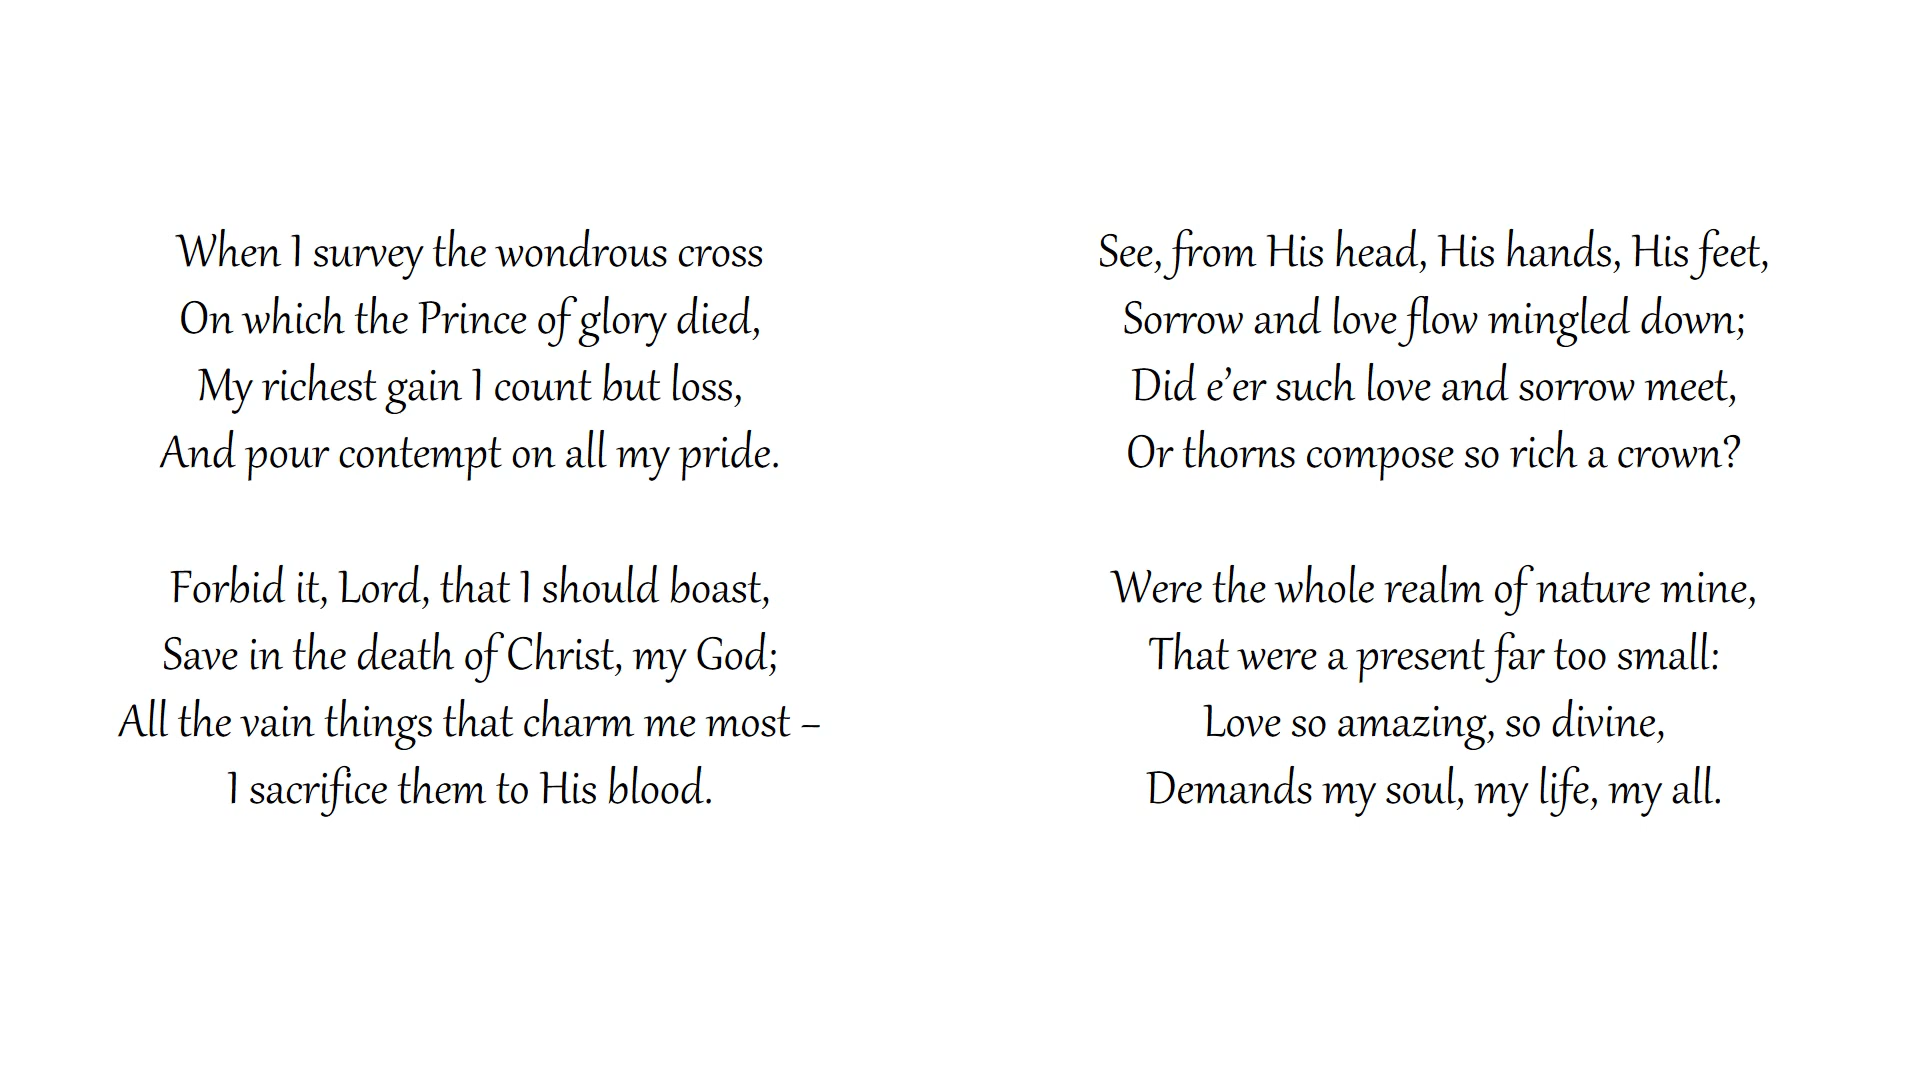 When I survey the wondrous cross
On which the Prince of glory died,
My richest gain I count but loss,
And pour contempt on all my pride.
Forbid it, Lord, that I should boast,
Save in the death of Christ, my God;
All the vain things that charm me most –
I sacrifice them to His blood.
See, from His head, His hands, His feet,
Sorrow and love flow mingled down;
Did e’er such love and sorrow meet,
Or thorns compose so rich a crown?
Were the whole realm of nature mine,
That were a present far too small:
Love so amazing, so divine,
Demands my soul, my life, my all.